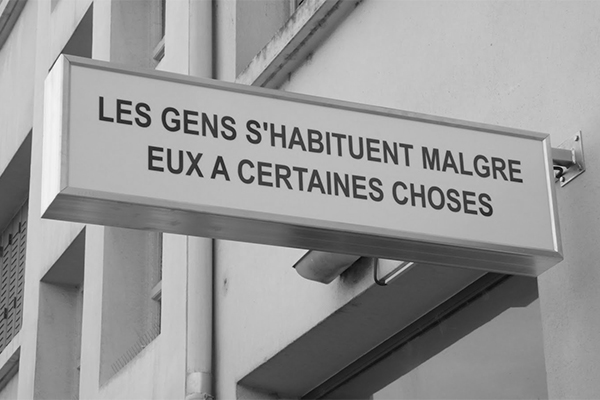 LES GENS S'HABITUENT MALGRE
EUX A CERTAINES CHOSES